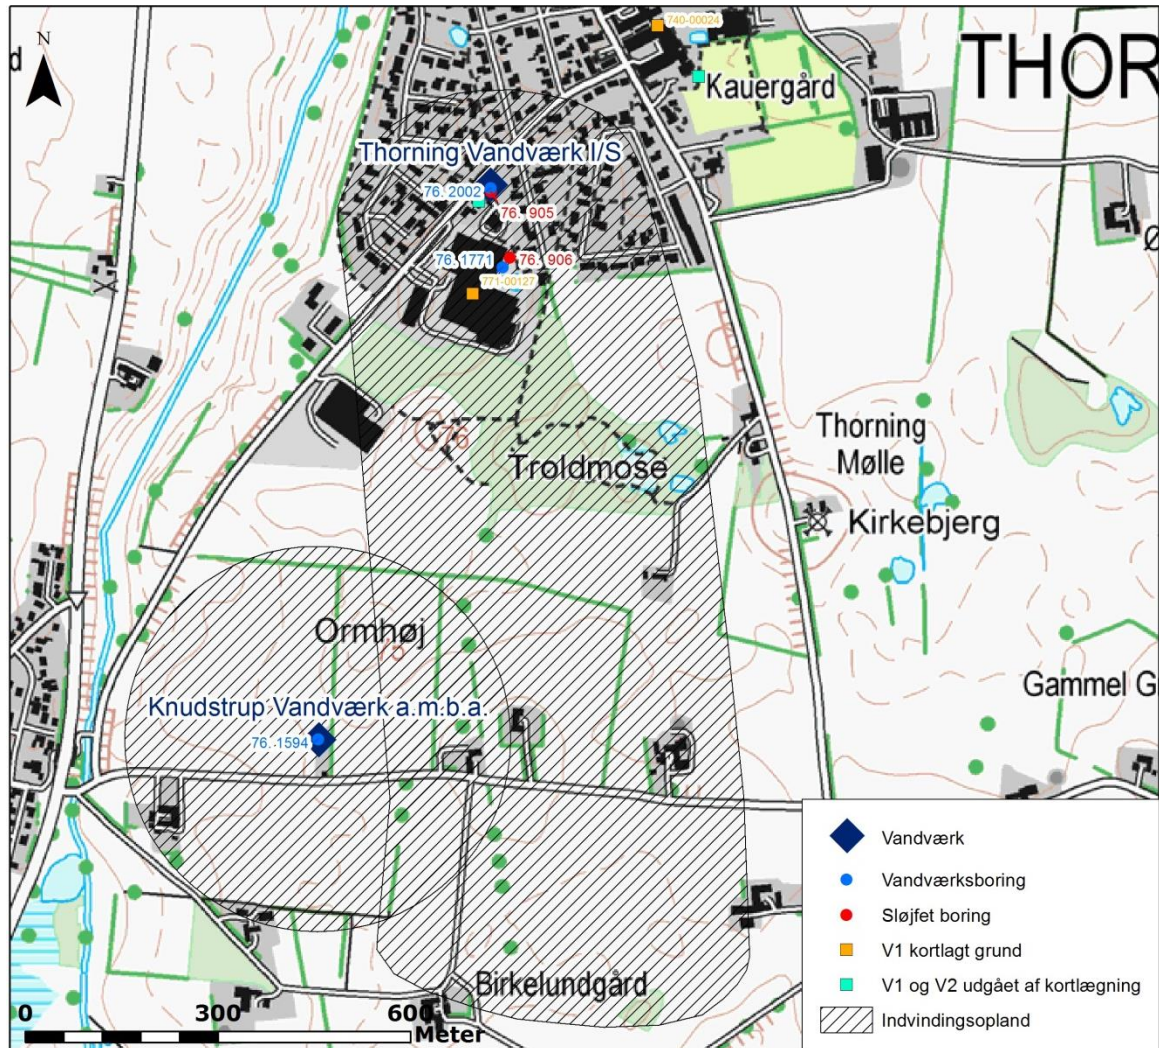 N
d
740-00024
THOR
Kauergård
Thorning Vandværk I/S
76. 2002
76. 905
76. 1771
76. 906
771-00127
Ø
76
Troldmose
Thorning
Mølle
Kirkebjerg
Ormhøj
75
Gammel G
Knudstrup Vandværk a.m.b.a.
76. 1594
Birkelundgård
0 300 600
Meter
Vandværk
Vandværksboring
Sløjfet boring
V1 kortlagt grund
V1 og V2 udgået af kortlægning
Indvindingsopland